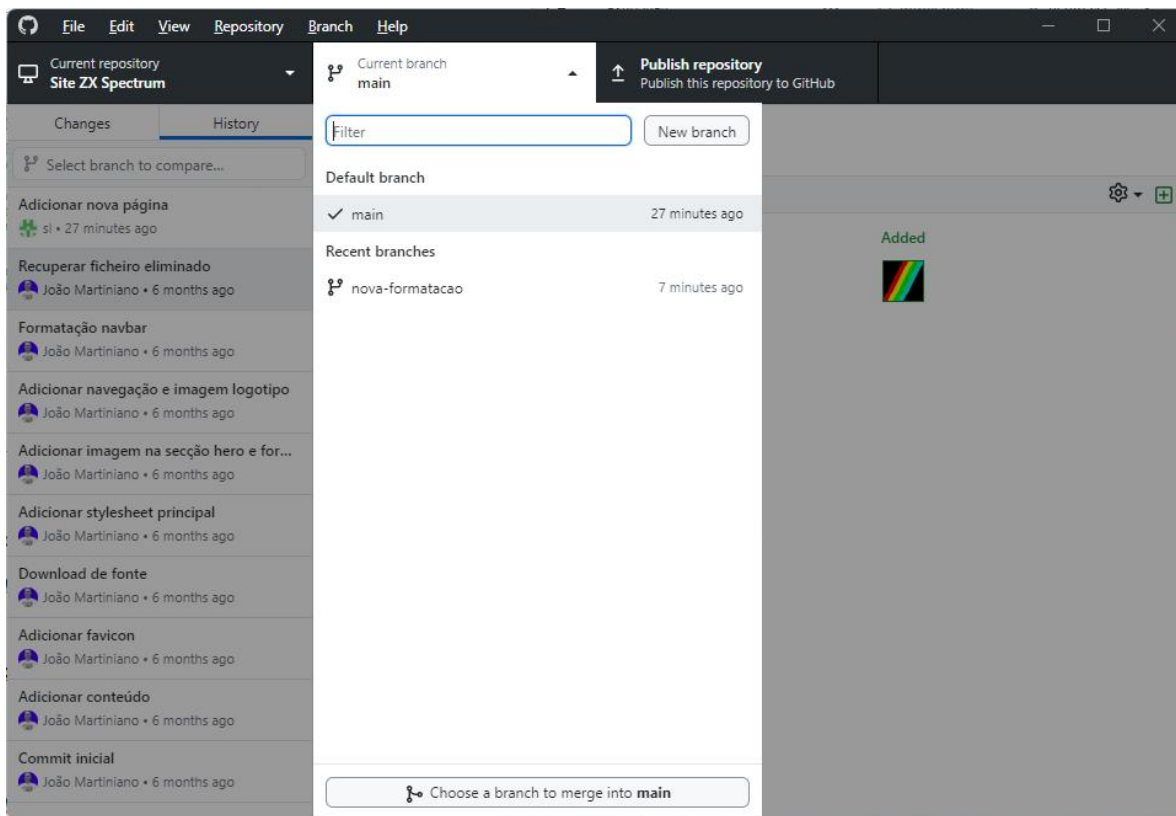 File Edit View Repository Branch Help
Current repository
Site ZX Spectrum
Current branch
main
Publish repository
Publish this repository to GitHub
Changes History
Select branch to compare...
Adicionar nova página
si • 27 minutes ago
Recuperar ficheiro eliminado
João Martiniano • 6 months ago
Formatação navbar
João Martiniano • 6 months ago
Adicionar navegação e imagem logotipo
João Martiniano • 6 months ago
Adicionar imagem na secção hero e for...
João Martiniano • 6 months ago
Adicionar stylesheet principal
João Martiniano • 6 months ago
Download de fonte
João Martiniano • 6 months ago
Adicionar favicon
João Martiniano • 6 months ago
Adicionar conteúdo
João Martiniano • 6 months ago
Commit inicial
João Martiniano • 6 months ago
Filter New branch
Default branch
main 27 minutes ago
Recent branches
nova-formatacao 7 minutes ago
Choose a branch to merge into main
Added